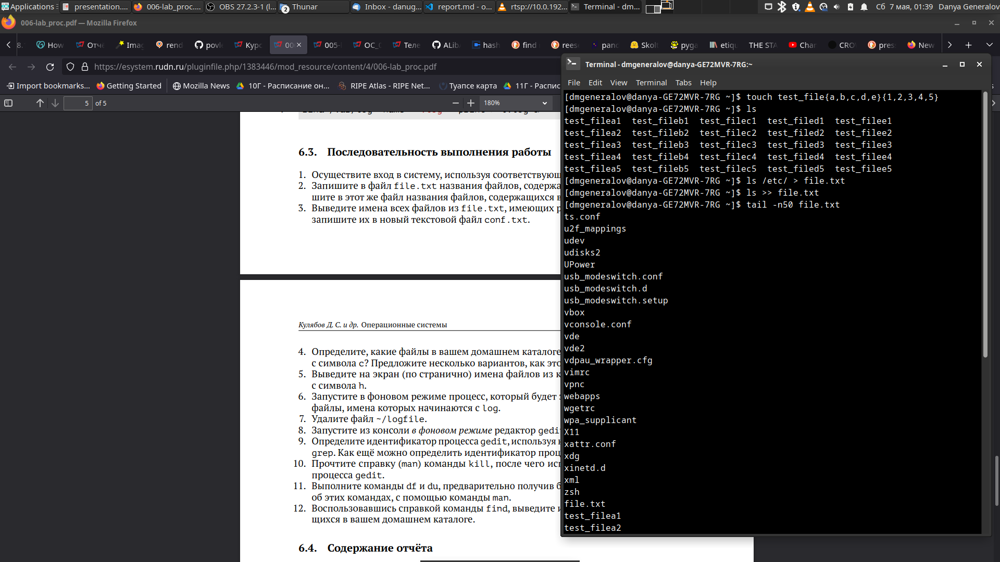 Applications
presentation....
006-lab_proc.pdf...
OBS 27.2.3-1 (l...
2
Thunar
Inbox - danug...
report.md - o...
rtsp://10.0.192...
Terminal - dm...
Сб 7 мая, 01:39
Danya Generalov
006-lab_proc.pdf — Mozilla Firefox
8.
How
Отчё
Imag
rend
povl
Курс
00
005-
ОС_
Теле
ALib
hash
find
reese
pand
Skolt
pyga
etiqu
THE STA
Char
CRO
pres
New
https://esystem.rudn.ru/pluginfile.php/1383446/mod_resource/content/4/006-lab_proc.pdf
Import bookmarks...
Getting Started
Mozilla News
10Г - Расписание он...
RIPE Atlas - RIPE Net...
Туапсе карта
11Г - Распис
5 of 5
180%
6.3. Последовательность выполнения работы
1. Осуществите вход в систему, используя соответствующ
2. Запишите в файл file.txt названия файлов, содержа
шите в этот же файл названия файлов, содержащихся в
3. Выведите имена всех файлов из file.txt, имеющих р
запишите их в новый текстовой файл conf.txt.
Кулябов Д. С. и др. Операционные системы
4. Определите, какие файлы в вашем домашнем каталоге
с символа c? Предложите несколько вариантов, как это
5. Выведите на экран (по странично) имена файлов из к
с символа h.
6. Запустите в фоновом режиме процесс, который будет з
файлы, имена которых начинаются с log.
7. Удалите файл ~/logfile.
8. Запустите из консоли в фоновом режиме редактор gedi
9. Определите идентификатор процесса gedit, используя к
grep. Как ещё можно определить идентификатор проц
10. Прочтите справку (man) команды kill, после чего исп
процесса gedit.
11. Выполните команды df и du, предварительно получив б
об этих командах, с помощью команды man.
12. Воспользовавшись справкой команды find, выведите и
щихся в вашем домашнем каталоге.
6.4. Содержание отчёта
Terminal - dmgeneralov@danya-GE72MVR-7RG:~
File Edit View Terminal Tabs Help
[dmgeneralov@danya-GE72MVR-7RG ~]$ touch test_file{a,b,c,d,e}{1,2,3,4,5}
[dmgeneralov@danya-GE72MVR-7RG ~]$ ls
test_filea1 test_fileb1 test_filec1 test_filed1 test_filee1
test_filea2 test_fileb2 test_filec2 test_filed2 test_filee2
test_filea3 test_fileb3 test_filec3 test_filed3 test_filee3
test_filea4 test_fileb4 test_filec4 test_filed4 test_filee4
test_filea5 test_fileb5 test_filec5 test_filed5 test_filee5
[dmgeneralov@danya-GE72MVR-7RG ~]$ ls /etc/ > file.txt
[dmgeneralov@danya-GE72MVR-7RG ~]$ ls >> file.txt
[dmgeneralov@danya-GE72MVR-7RG ~]$ tail -n50 file.txt
ts.conf
u2f_mappings
udev
udisks2
UPower
usb_modeswitch.conf
usb_modeswitch.d
usb_modeswitch.setup
vbox
vconsole.conf
vde
vde2
vdpau_wrapper.cfg
vimrc
vpnc
webapps
wgetrc
wpa_supplicant
X11
xattr.conf
xdg
xinetd.d
xml
zsh
file.txt
test_filea1
test_filea2